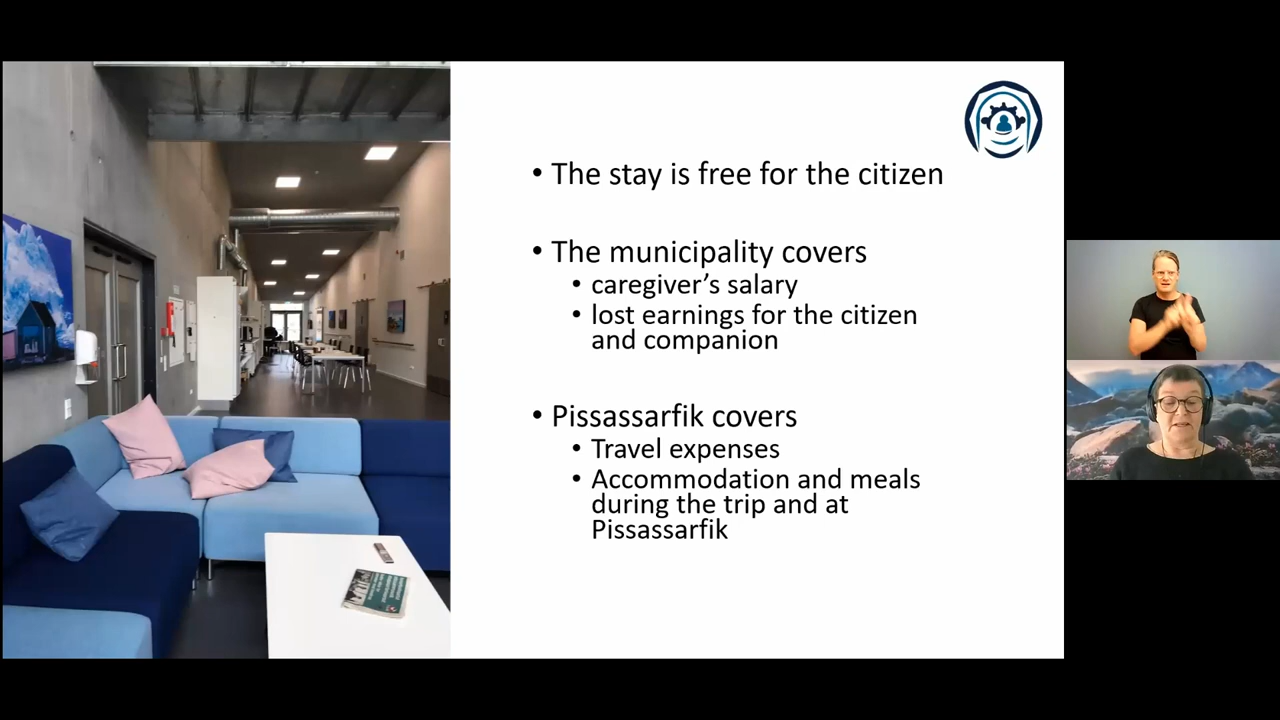 • The stay is free for the citizen
• The municipality covers
• caregiver’s salary
• lost earnings for the citizen
and companion
• Pissassarfik covers
• Travel expenses
• Accommodation and meals
during the trip and at
Pissassarfik